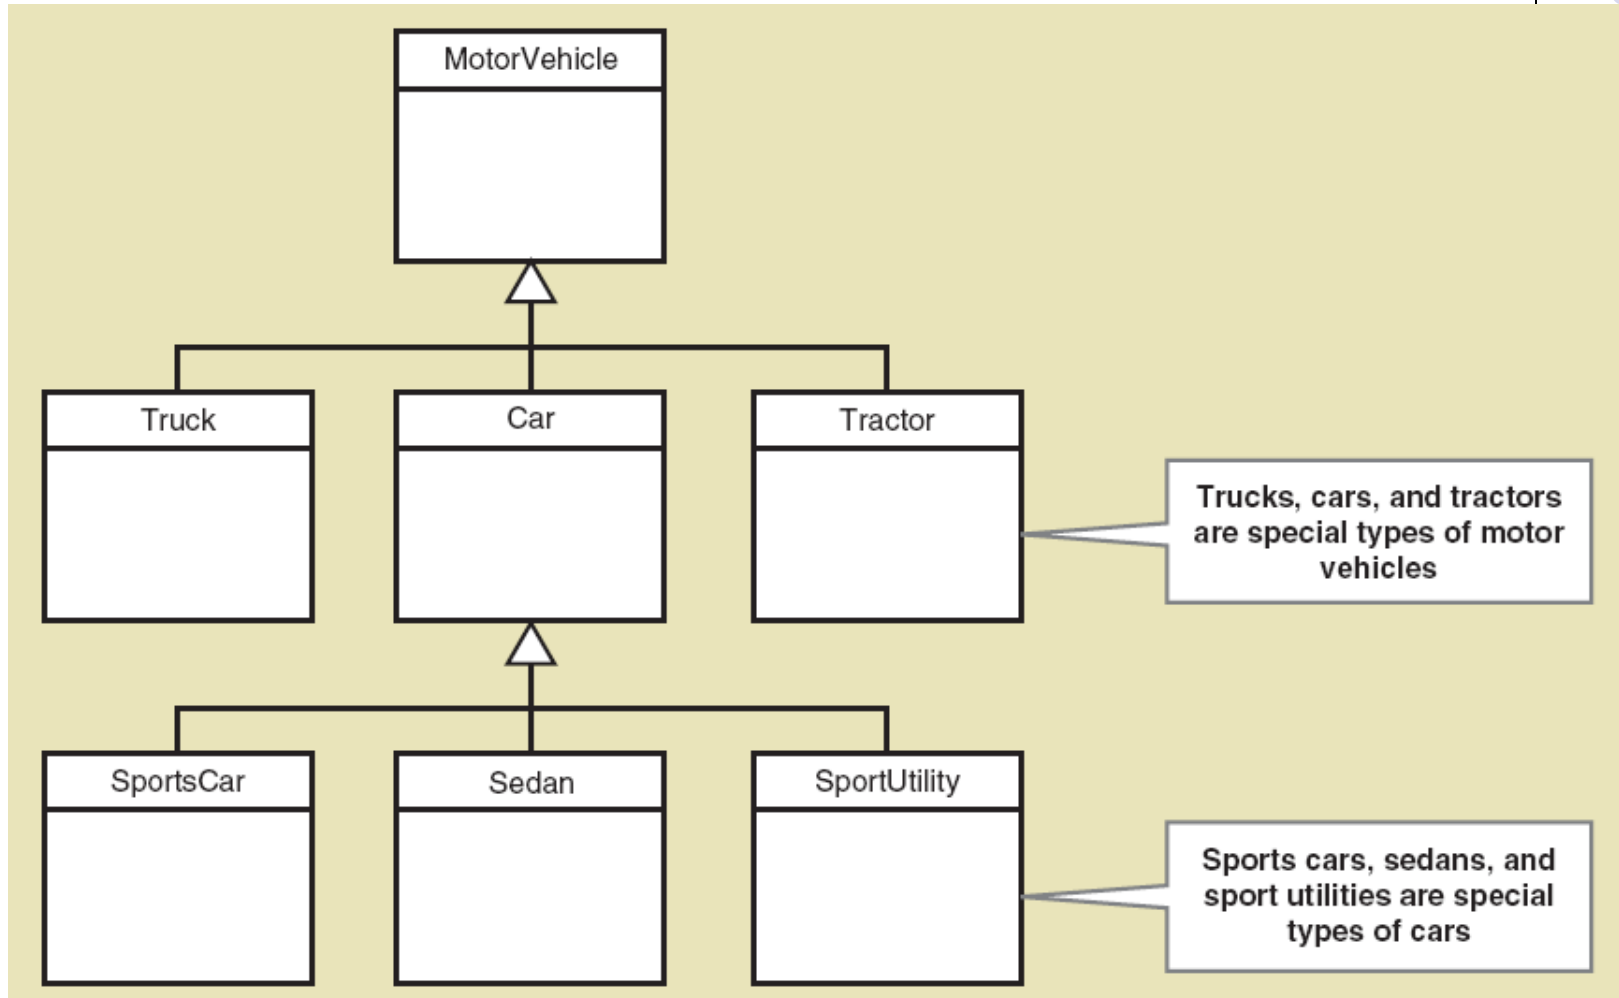 MotorVehicle
Truck
Car
Tractor
Trucks, cars, and tractors
are special types of motor
vehicles
SportsCar
Sedan
SportUtility
Sports cars, sedans, and
sport utilities are special
types of cars